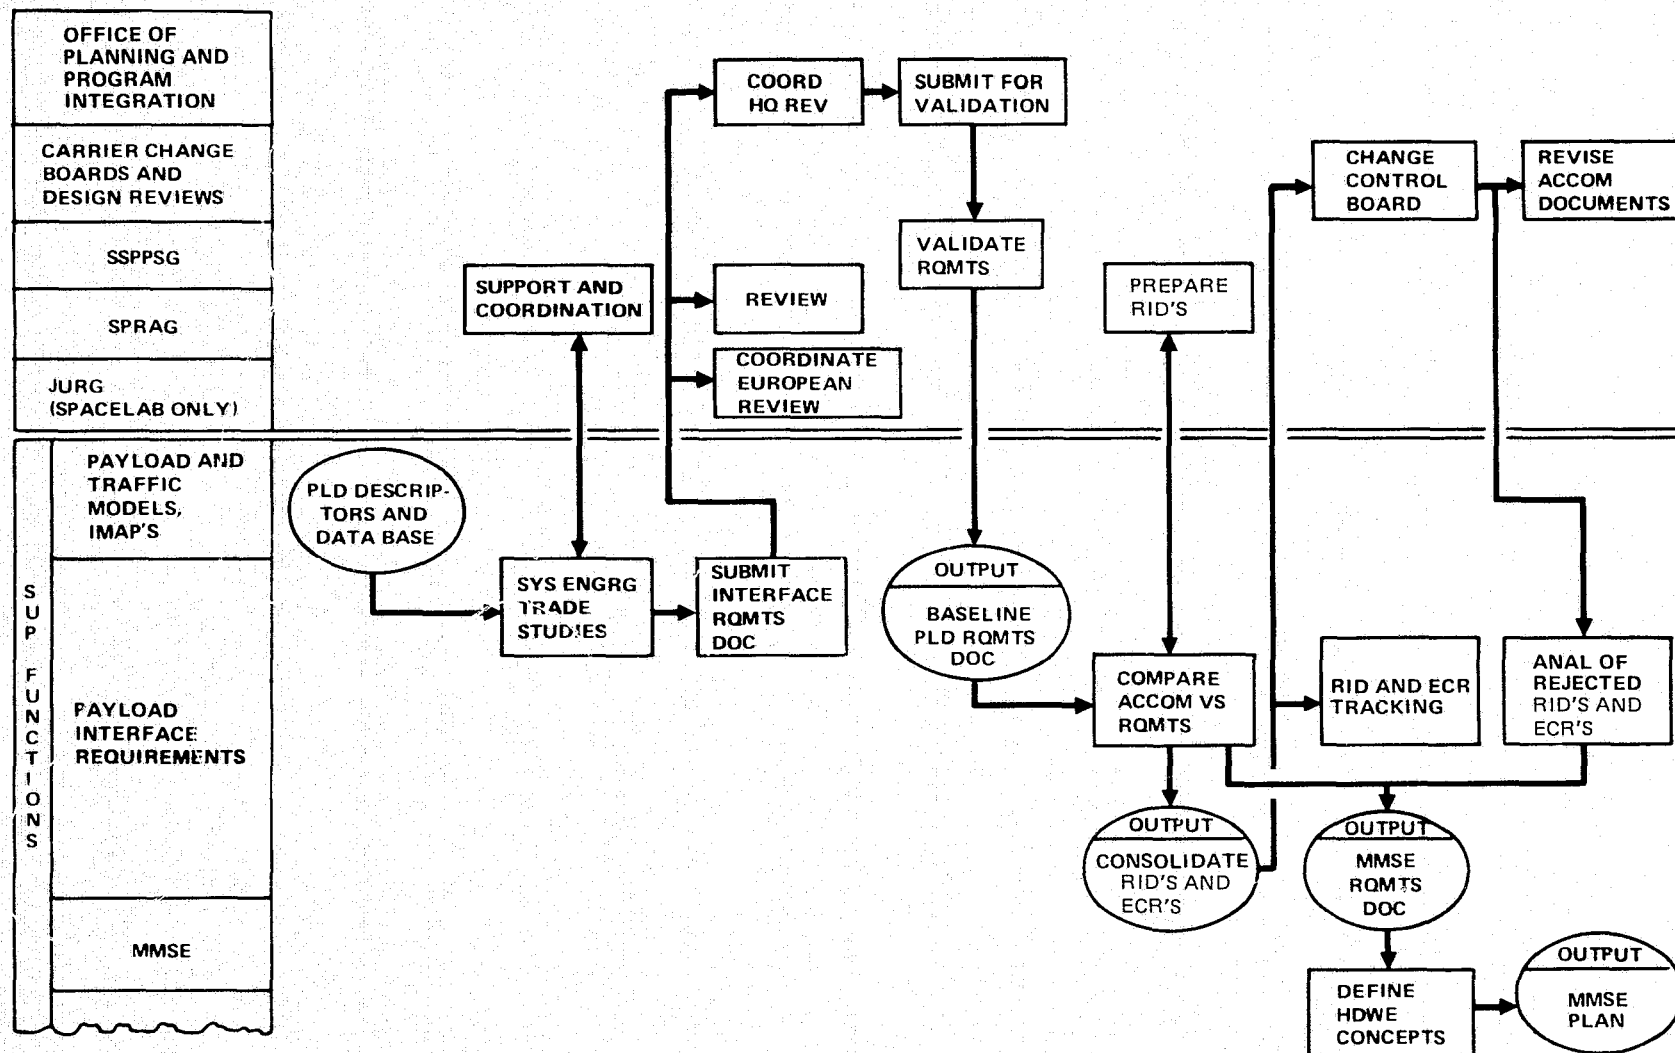 OFFICE OF
PLANNING AND
PROGRAM
INTEGRATION
CARRIER CHANGE
BOARDS AND
DESIGN REVIEWS
SSPPSG
SPRAG
JURG
(SPACELAB ONLY)
SUP FUNCTIONS
PAYLOAD AND
TRAFFIC
MODELS,
IMAP'S
PAYLOAD
INTERFACE
REQUIREMENTS
MMSE
PLD DESCRIP-
TORS AND
DATA BASE
SUPPORT AND
COORDINATION
SYS ENGRG
TRADE
STUDIES
SUBMIT
INTERFACE
RQMTS
DOC
COORD
HQ REV
REVIEW
COORDINATE
EUROPEAN
REVIEW
SUBMIT FOR
VALIDATION
VALIDATE
RQMTS
OUTPUT
BASELINE
PLD RQMTS
DOC
PREPARE
RID'S
COMPARE
ACCOM VS
RQMTS
OUTPUT
CONSOLIDATE
RID'S AND
ECR'S
CHANGE
CONTROL
BOARD
REVISE
ACCOM
DOCUMENTS
RID AND ECR
TRACKING
ANAL OF
REJECTED
RID'S AND
ECR'S
OUTPUT
MMSE
RQMTS
DOC
DEFINE
HDWE
CONCEPTS
OUTPUT
MMSE
PLAN